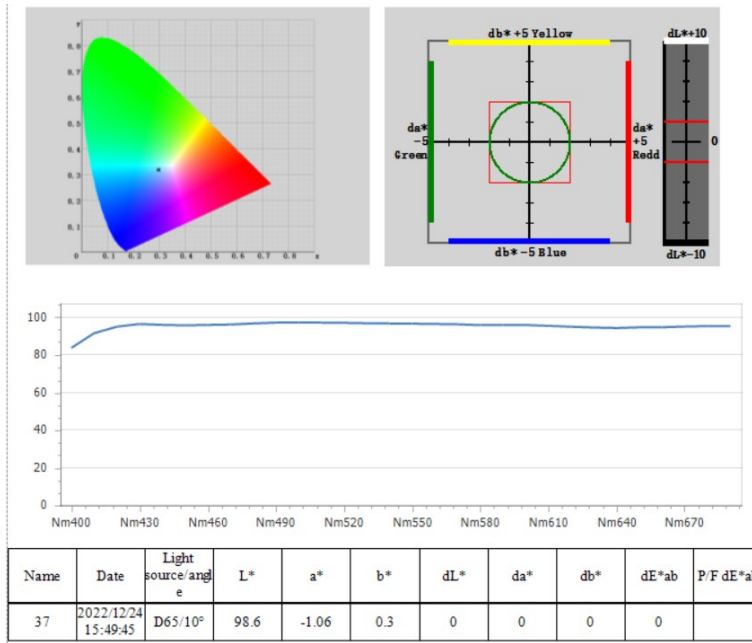 y
0.8
0.7
0.6
0.5
0.4
0.3
0.2
0.1
0 0.1 0.2 0.3 0.4 0.5 0.6 0.7 0.8 x
db* +5 Yellow
da*
-5
Green
da*
+5
Redd
db* -5 Blue
dL*+10
0
dL*-10
100
80
60
40
20
0
Nm400 Nm430 Nm460 Nm490 Nm520 Nm550 Nm580 Nm610 Nm640 Nm670
Name Date Light source/angl e L* a* b* dL* da* db* dE*ab P/F dE*a
37 2022/12/24 15:49:45 D65/10° 98.6 -1.06 0.3 0 0 0 0